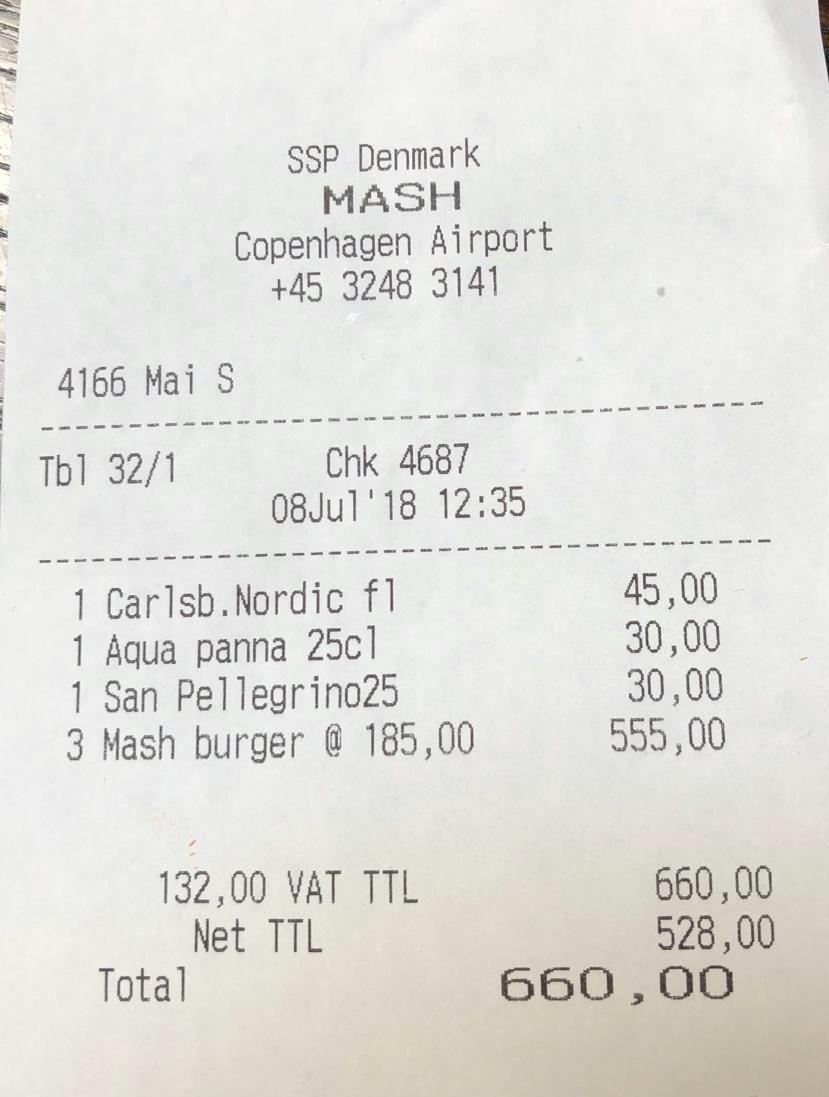 SSP Denmark
MASH
Copenhagen Airport
+45 3248 3141
4166 Mai S
Tbl 32/1 Chk 4687
08Jul'18 12:35
1 Carlsb.Nordic fl 45,00
1 Aqua panna 25cl 30,00
1 San Pellegrino25 30,00
3 Mash burger @ 185,00 555,00
132,00 VAT TTL 660,00
Net TTL 528,00
Total 660,00